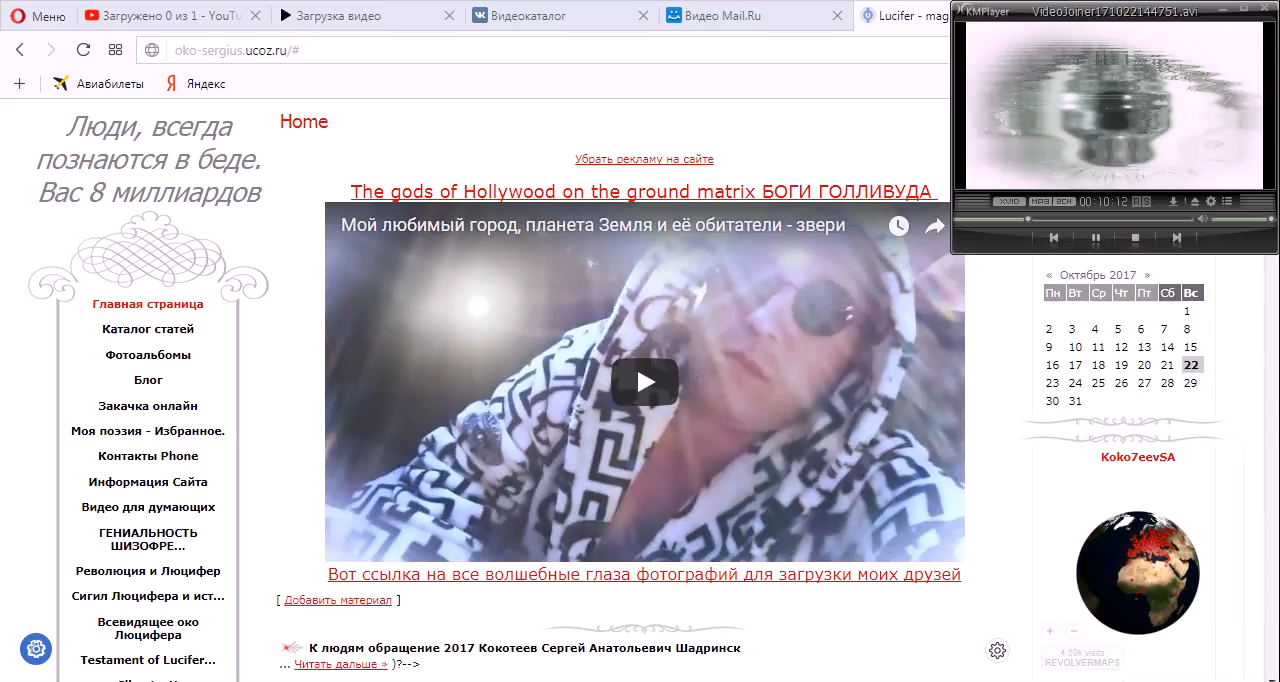 Меню
Загружено 0 из 1 - YouTu
Загрузка видео
Видеокаталог
Видео Mail.Ru
Lucifer - mag
KMPlayer
VideoJoiner171022144751.avi
oko-sergius.ucoz.ru/#
Авиабилеты
Яндекс
XVID
MP3
2CH
00:10:12
R
S
Люди, всегда
познаются в беде.
Вас 8 миллиардов
Главная страница
Каталог статей
Фотоальбомы
Блог
Закачка онлайн
Моя поэзия - Избранное.
Контакты Phone
Информация Сайта
Видео для думающих
ГЕНИАЛЬНОСТЬ
ШИЗОФРЕ...
Революция и Люцифер
Сигил Люцифера и ист...
Всевидящее око
Люцифера
Testament of Lucifer...
Home
Убрать рекламу на сайте
The gods of Hollywood on the ground matrix БОГИ ГОЛЛИВУДА
Мой любимый город, планета Земля и её обитатели - звери
Вот ссылка на все волшебные глаза фотографий для загрузки моих друзей
[ Добавить материал ]
К людям обращение 2017 Кокотеев Сергей Анатольевич Шадринск
... Читать дальше » )?-->
« Октябрь 2017 »
Пн Вт Ср Чт Пт Сб Вс
1
2 3 4 5 6 7 8
9 10 11 12 13 14 15
16 17 18 19 20 21 22
23 24 25 26 27 28 29
30 31
Koko7eevSA
4.59k visits
REVOLVERMAPS